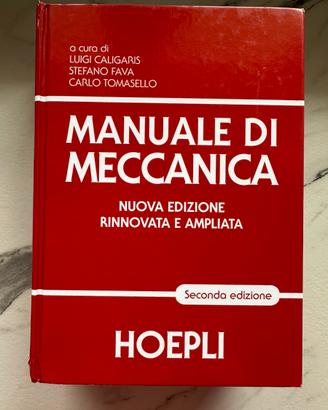 a cura di
LUIGI CALIGARIS
STEFANO FAVA
CARLO TOMASELLO
MANUALE DI
MECCANICA
NUOVA EDIZIONE
RINNOVATA E AMPLIATA
Seconda edizione
HOEPLI